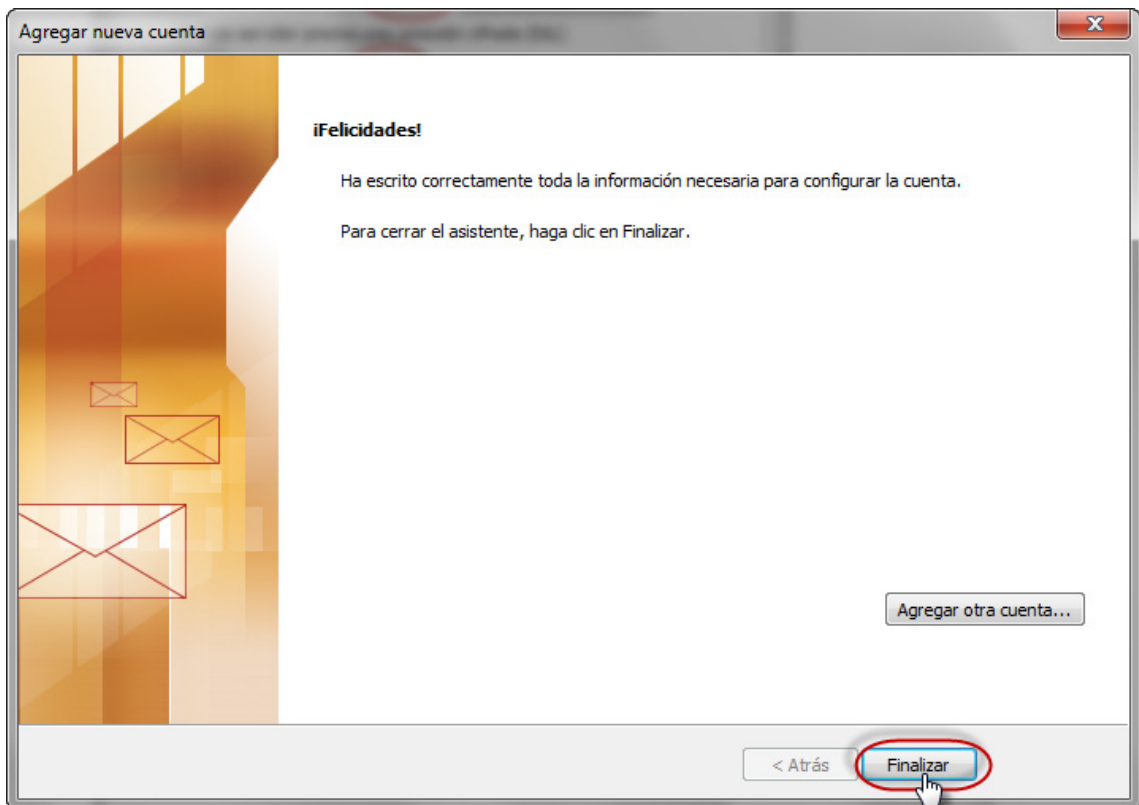 Agregar nueva cuenta
¡Felicidades!
Ha escrito correctamente toda la información necesaria para configurar la cuenta.
Para cerrar el asistente, haga clic en Finalizar.
Agregar otra cuenta...
< Atrás
Finalizar